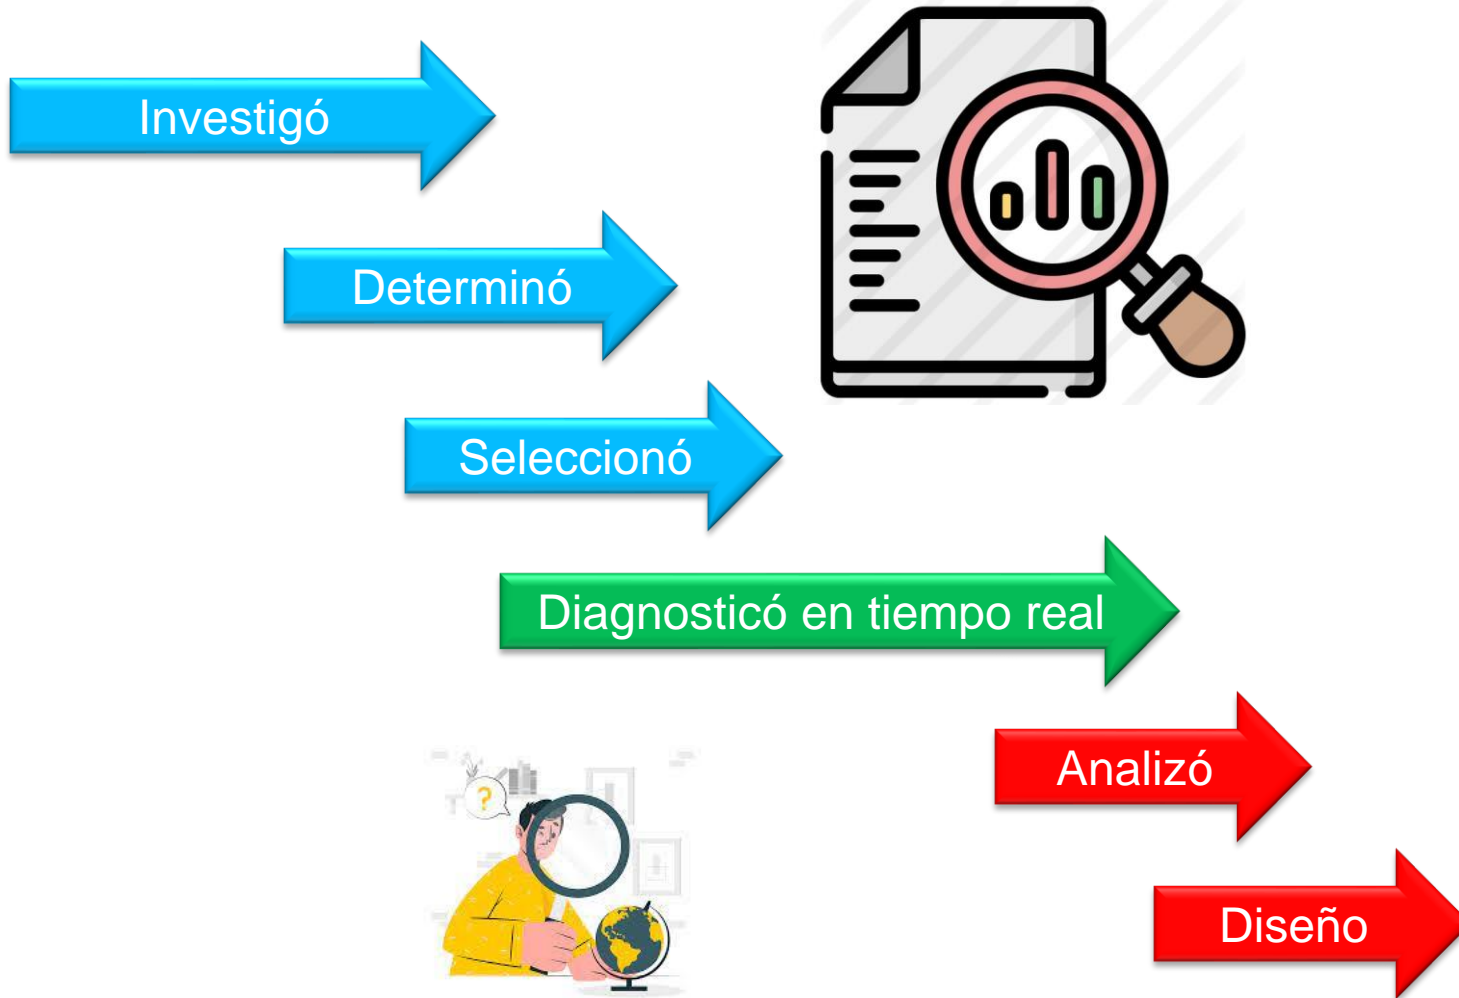 Investigó
Determinó
Seleccionó
Diagnosticó en tiempo real
Analizó
Diseño
?